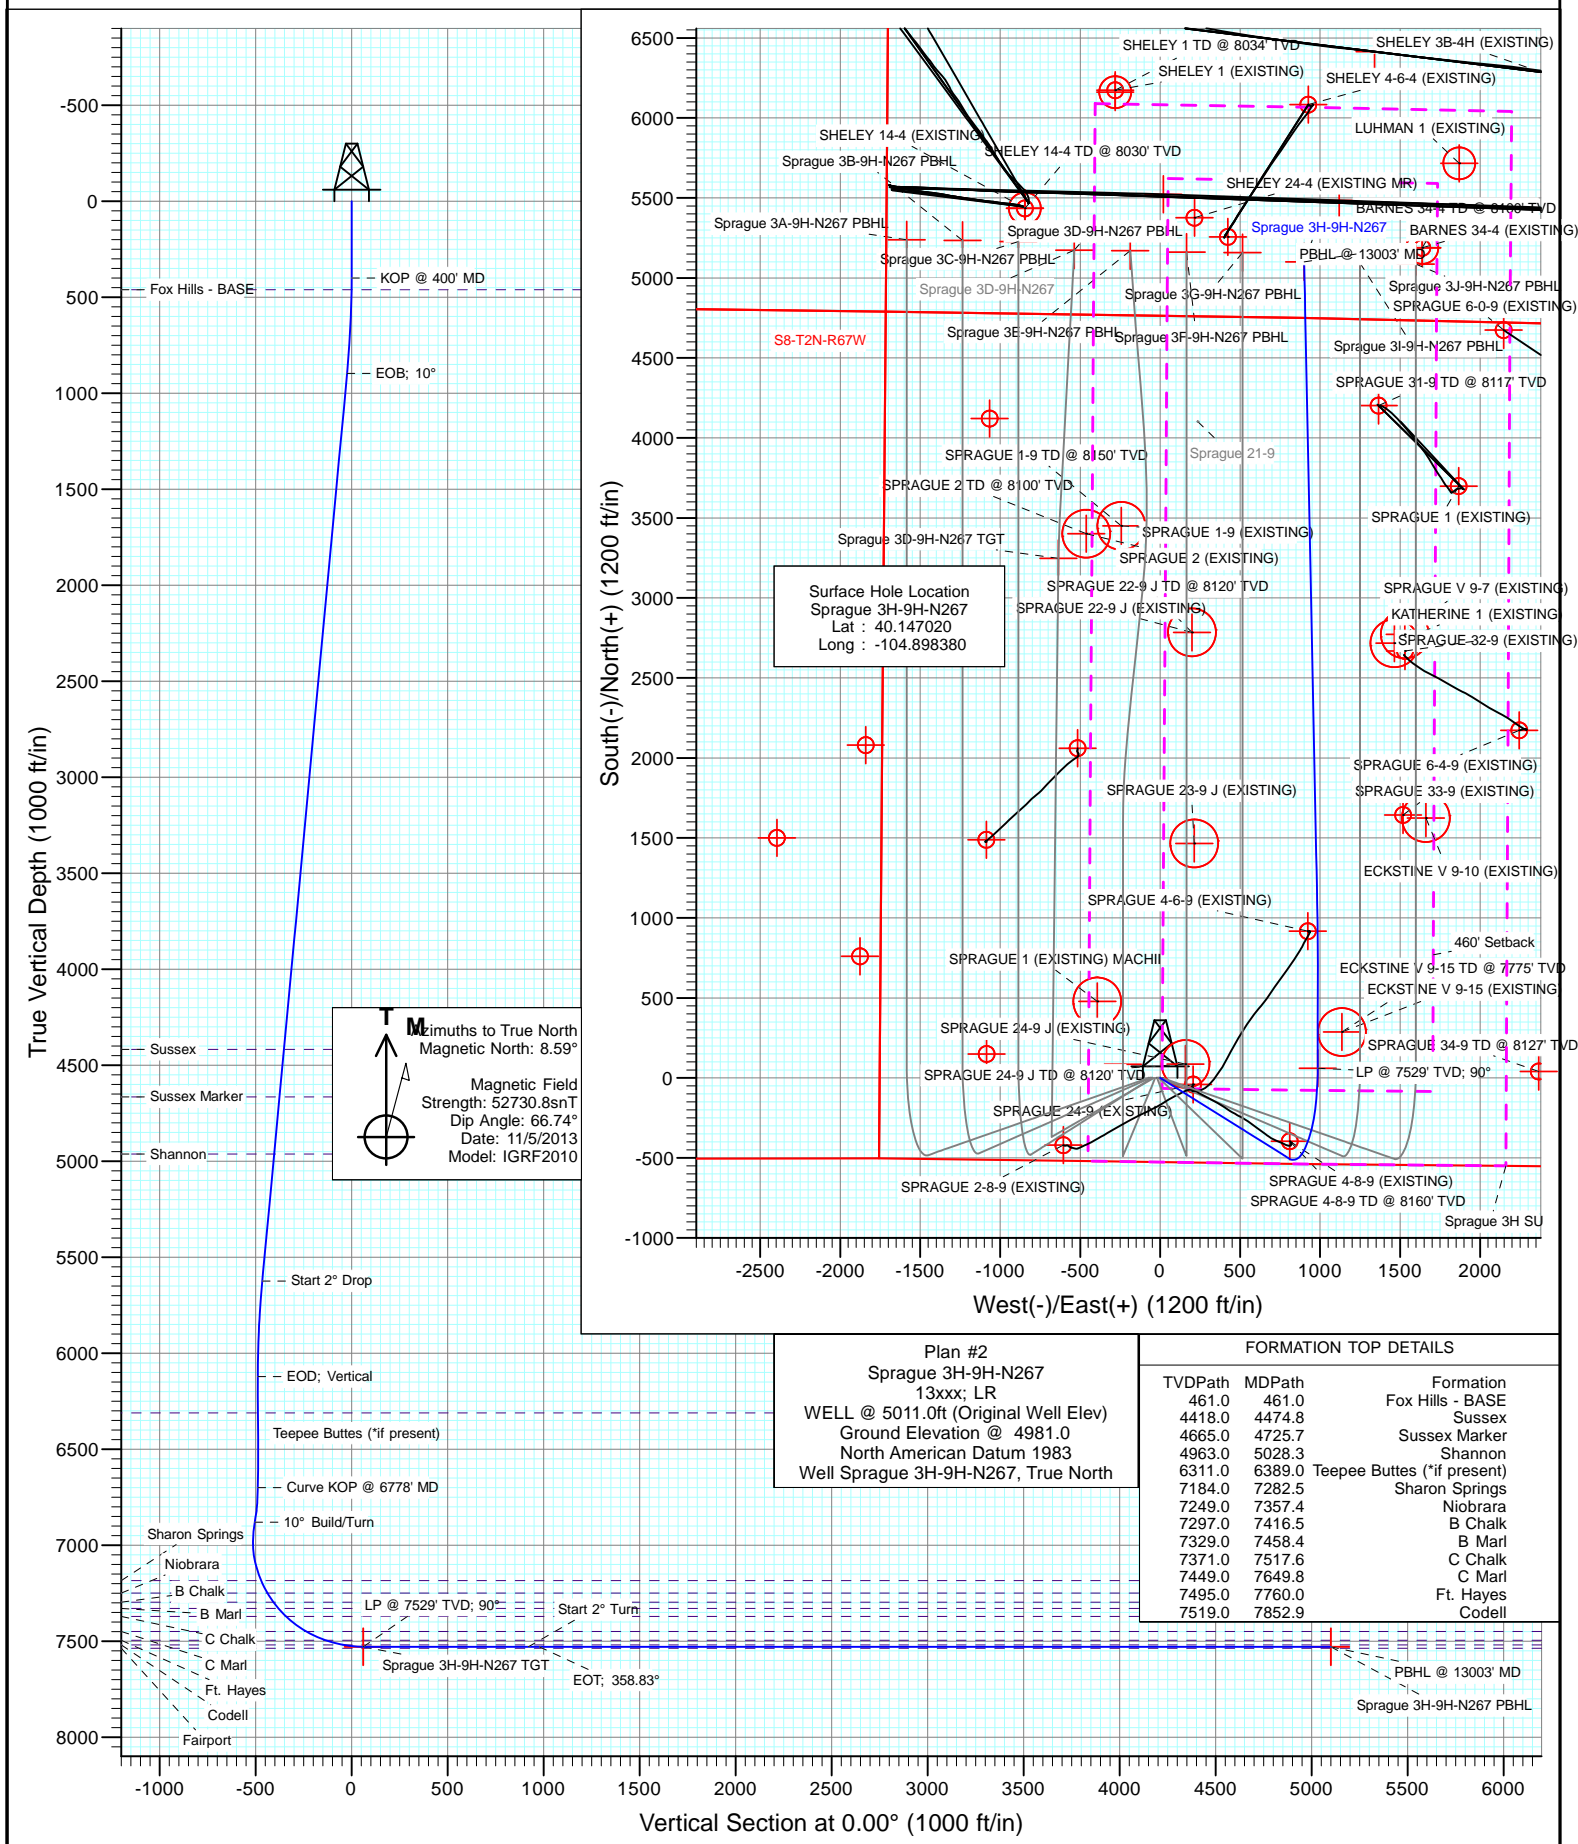 True Vertical Depth (1000 ft/in)
-500
0
500
1000
1500
2000
2500
3000
3500
4000
4500
5000
5500
6000
6500
7000
7500
8000
KOP @ 400' MD
Fox Hills - BASE
EOB; 10°
Sussex
Sussex Marker
Shannon
Start 2° Drop
EOD; Vertical
Teepee Buttes (*if present)
Curve KOP @ 6778' MD
10° Build/Turn
Sharon Springs
Niobrara
B Chalk
B Marl
C Chalk
C Marl
Ft. Hayes
Codell
Fairport
LP @ 7529' TVD; 90°
Start 2° Turn
Sprague 3H-9H-N267 TGT
EOT; 358.83°
PBHL @ 13003' MD
Sprague 3H-9H-N267 PBHL
-1000
-500
0
500
1000
1500
2000
2500
3000
3500
4000
4500
5000
5500
6000
Vertical Section at 0.00° (1000 ft/in)
T
M
Azimuths to True North
Magnetic North: 8.59°
Magnetic Field
Strength: 52730.8snT
Dip Angle: 66.74°
Date: 11/5/2013
Model: IGRF2010
South(-)/North(+) (1200 ft/in)
6500
6000
5500
5000
4500
4000
3500
3000
2500
2000
1500
1000
500
0
-500
-1000
SHELEY 1 TD @ 8034' TVD
SHELEY 3B-4H (EXISTING)
SHELEY 1 (EXISTING)
SHELEY 4-6-4 (EXISTING)
SHELEY 14-4 (EXISTING)
LUHMAN 1 (EXISTING)
SHELEY 14-4 TD @ 8030' TVD
Sprague 3B-9H-N267 PBHL
SHELEY 24-4 (EXISTING MR)
BARNES 34-4 TD @ 8100' TVD
Sprague 3A-9H-N267 PBHL
Sprague 3D-9H-N267 PBHL
Sprague 3H-9H-N267
BARNES 34-4 (EXISTING)
Sprague 3C-9H-N267 PBHL
PBHL @ 13003' MD
Sprague 3D-9H-N267
Sprague 3G-9H-N267 PBHL
Sprague 3J-9H-N267 PBHL
SPRAGUE 6-0-9 (EXISTING)
S8-T2N-R67W
Sprague 3E-9H-N267 PBHL
Sprague 3F-9H-N267 PBHL
Sprague 3I-9H-N267 PBHL
SPRAGUE 31-9 TD @ 8117' TVD
SPRAGUE 1-9 TD @ 8150' TVD
Sprague 21-9
SPRAGUE 2 TD @ 8100' TVD
SPRAGUE 1 (EXISTING)
Sprague 3D-9H-N267 TGT
SPRAGUE 1-9 (EXISTING)
SPRAGUE 2 (EXISTING)
SPRAGUE 22-9 J TD @ 8120' TVD
SPRAGUE V 9-7 (EXISTING)
SPRAGUE 22-9 J (EXISTING)
KATHERINE 1 (EXISTING)
SPRAGUE 32-9 (EXISTING)
Surface Hole Location
Sprague 3H-9H-N267
Lat : 40.147020
Long : -104.898380
SPRAGUE 6-4-9 (EXISTING)
SPRAGUE 23-9 J (EXISTING)
SPRAGUE 33-9 (EXISTING)
ECKSTINE V 9-10 (EXISTING)
SPRAGUE 4-6-9 (EXISTING)
460' Setback
SPRAGUE 1 (EXISTING) MACHII
ECKSTINE V 9-15 TD @ 7775' TVD
ECKSTINE V 9-15 (EXISTING)
SPRAGUE 24-9 J (EXISTING)
SPRAGUE 34-9 TD @ 8127' TVD
SPRAGUE 24-9 J TD @ 8120' TVD
LP @ 7529' TVD; 90°
SPRAGUE 24-9 (EXISTING)
SPRAGUE 2-8-9 (EXISTING)
SPRAGUE 4-8-9 (EXISTING)
SPRAGUE 4-8-9 TD @ 8160' TVD
Sprague 3H SU
-2500
-2000
-1500
-1000
-500
0
500
1000
1500
2000
West(-)/East(+) (1200 ft/in)
Plan #2
Sprague 3H-9H-N267
13xxx; LR
WELL @ 5011.0ft (Original Well Elev)
Ground Elevation @ 4981.0
North American Datum 1983
Well Sprague 3H-9H-N267, True North
FORMATION TOP DETAILS
TVDPath MDPath Formation
461.0 461.0 Fox Hills - BASE
4418.0 4474.8 Sussex
4665.0 4725.7 Sussex Marker
4963.0 5028.3 Shannon
6311.0 6389.0 Teepee Buttes (*if present)
7184.0 7282.5 Sharon Springs
7249.0 7357.4 Niobrara
7297.0 7416.5 B Chalk
7329.0 7458.4 B Marl
7371.0 7517.6 C Chalk
7449.0 7649.8 C Marl
7495.0 7760.0 Ft. Hayes
7519.0 7852.9 Codell